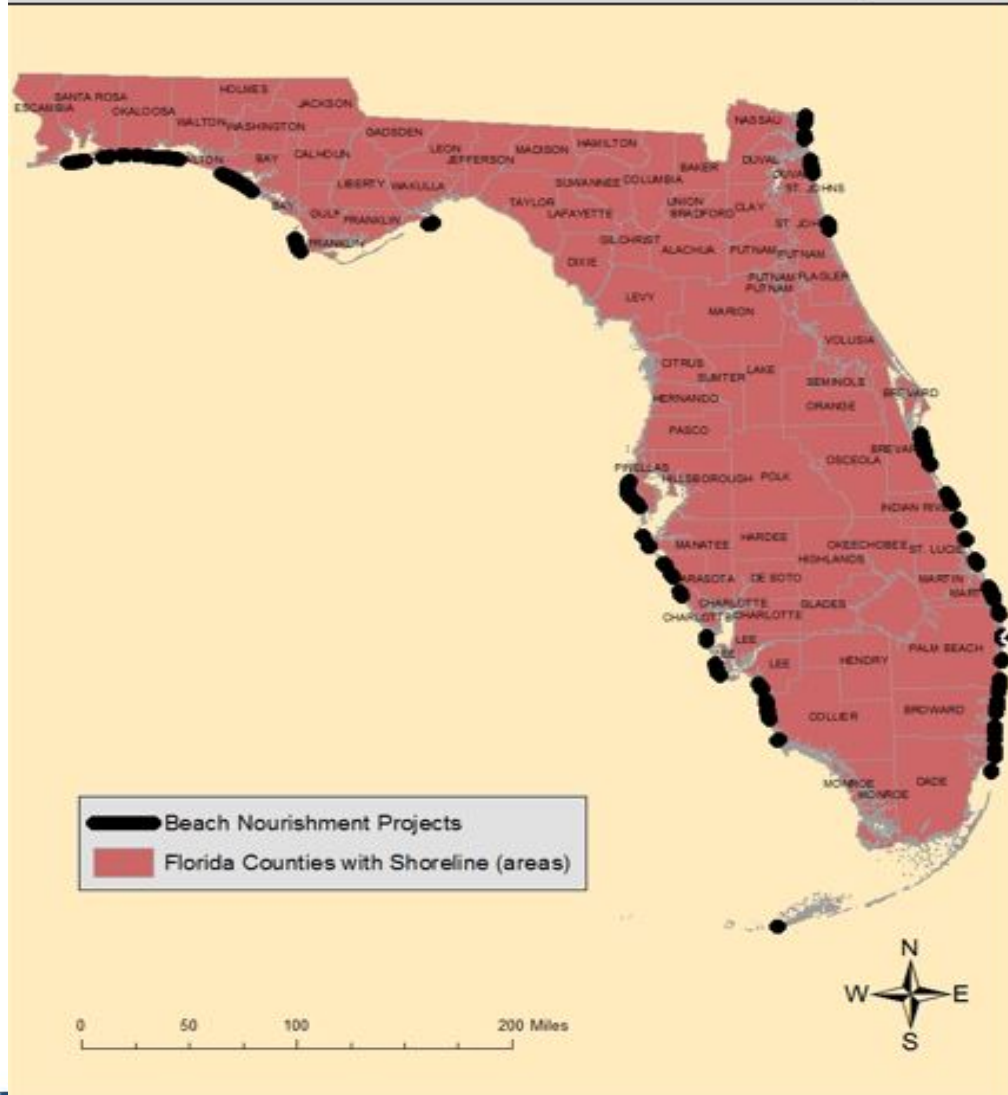 HOLMES
SANTA ROSA
JACKSON
ESCAMBIA
OKALOOSA
WALTON
WASHINGTON
GADSDEN
NASSAU
LEON
MADISON
HAMILTON
JEFFERSON
BAY
CALHOUN
BAKER
DUVAL
LIBERTY
WAKULLA
SUWANNEE
COLUMBIA
ST. JOHNS
TAYLOR
UNION
CLAY
LAFAYETTE
BRADFORD
GULF
FRANKLIN
FRANKLIN
GILCHRIST
ALACHUA
PUTNAM
PUTNAM
DIXIE
PUTNAM
FLAGLER
PUTNAM
LEVY
MARION
VOLUSIA
CITRUS
SUMTER
LAKE
SEMINOLE
BREVARD
HERNANDO
ORANGE
PASCO
OSCEOLA
PINELLAS
HILLSBOROUGH
POLK
INDIAN RIVE
MANATEE
HARDEE
OKEECHOBEE
ST. LUCIE
HIGHLANDS
ARASOTA
DE SOTO
MARTIN
CHARLOTTE
GLADES
CHARLOTTE
CHARLOTTE
LEE
PALM BEACH
LEE
HENDRY
COLLIER
BROWARD
MONROE
DADE
MONROE
Beach Nourishment Projects
Florida Counties with Shoreline (areas)
N
W
E
S
0 50 100 200 Miles